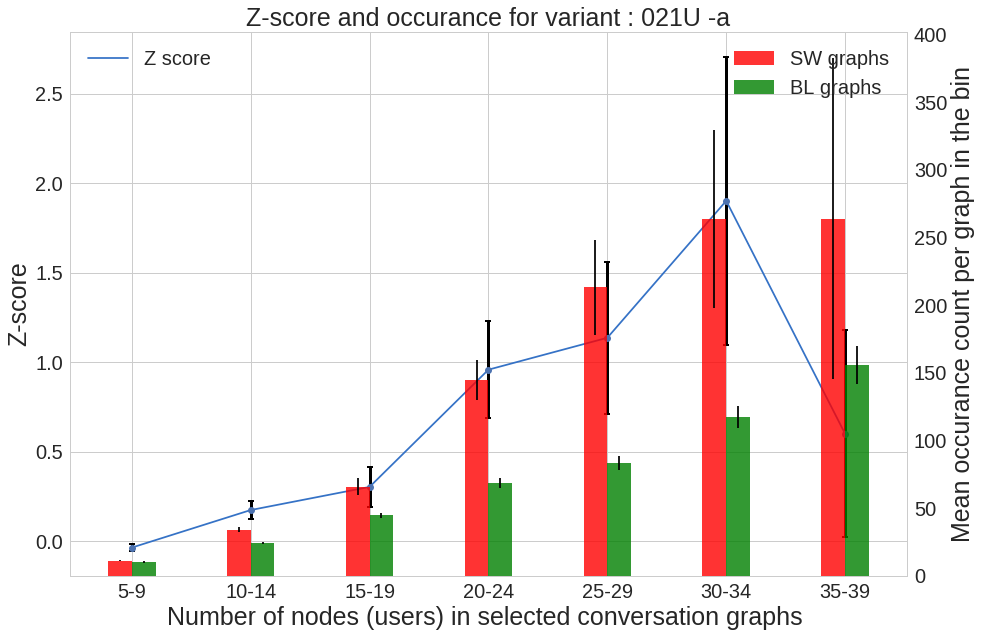 Z-score and occurance for variant : 021U -a
Z score
SW graphs
BL graphs
Z-score
2.5
2.0
1.5
1.0
0.5
0.0
400
350
300
250
200
150
100
50
0
Mean occurance count per graph in the bin
5-9 10-14 15-19 20-24 25-29 30-34 35-39
Number of nodes (users) in selected conversation graphs